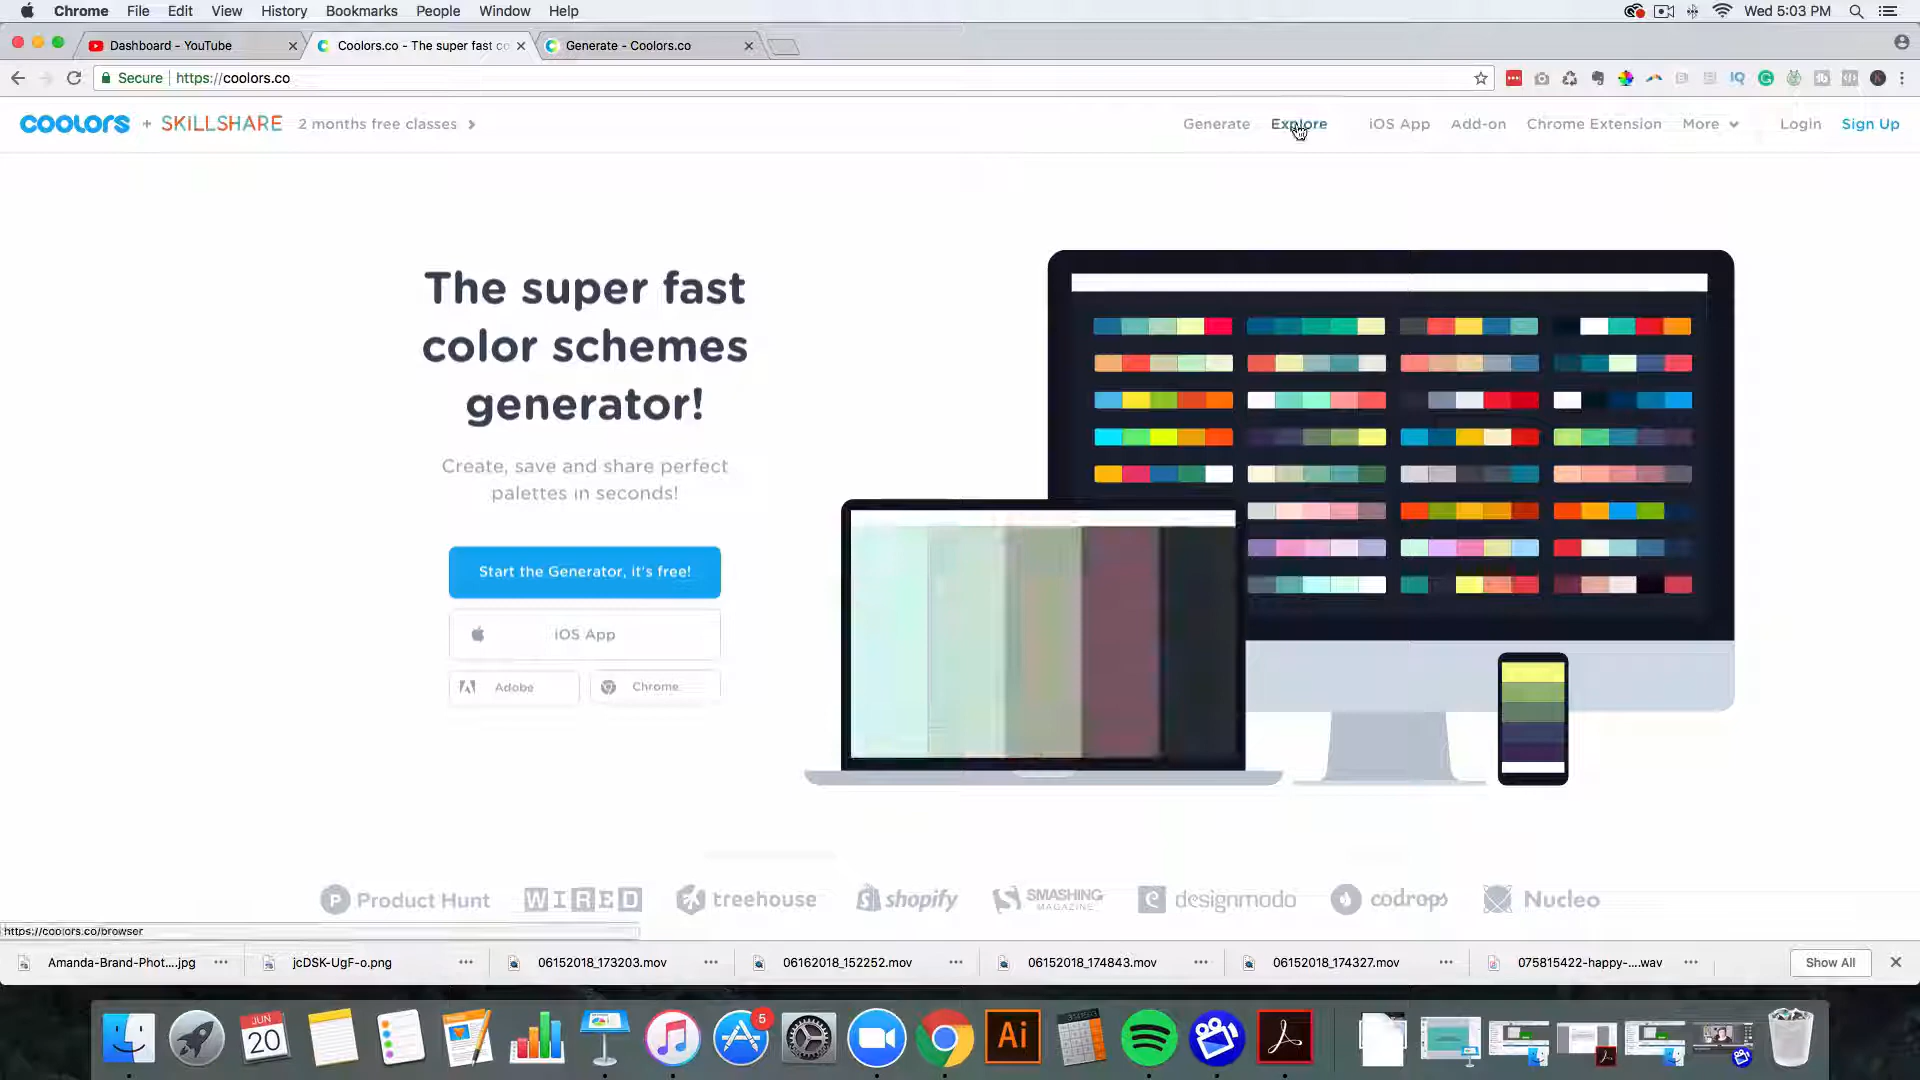 Chrome File Edit View History Bookmarks People Window Help Wed 5:03 PM
Dashboard - YouTube Coolors.co - The super fast co Generate - Coolors.co
Secure https://coolors.co
coolors + SKILLSHARE 2 months free classes Generate Explore iOS App Add-on Chrome Extension More Login Sign Up
The super fast
color schemes
generator!
Create, save and share perfect
palettes in seconds!
Start the Generator, it's free!
iOS App
Adobe Chrome
Product Hunt WIRED treehouse shopify SMASHING MAGAZINE designmodo codrops Nucleo
https://coolors.co/browser
Amanda-Brand-Phot....jpg jcDSK-UgF-o.png 06152018_173203.mov 06162018_152252.mov 06152018_174843.mov 06152018_174327.mov 075815422-happy-....wav Show All
JUN 20 5 Ai